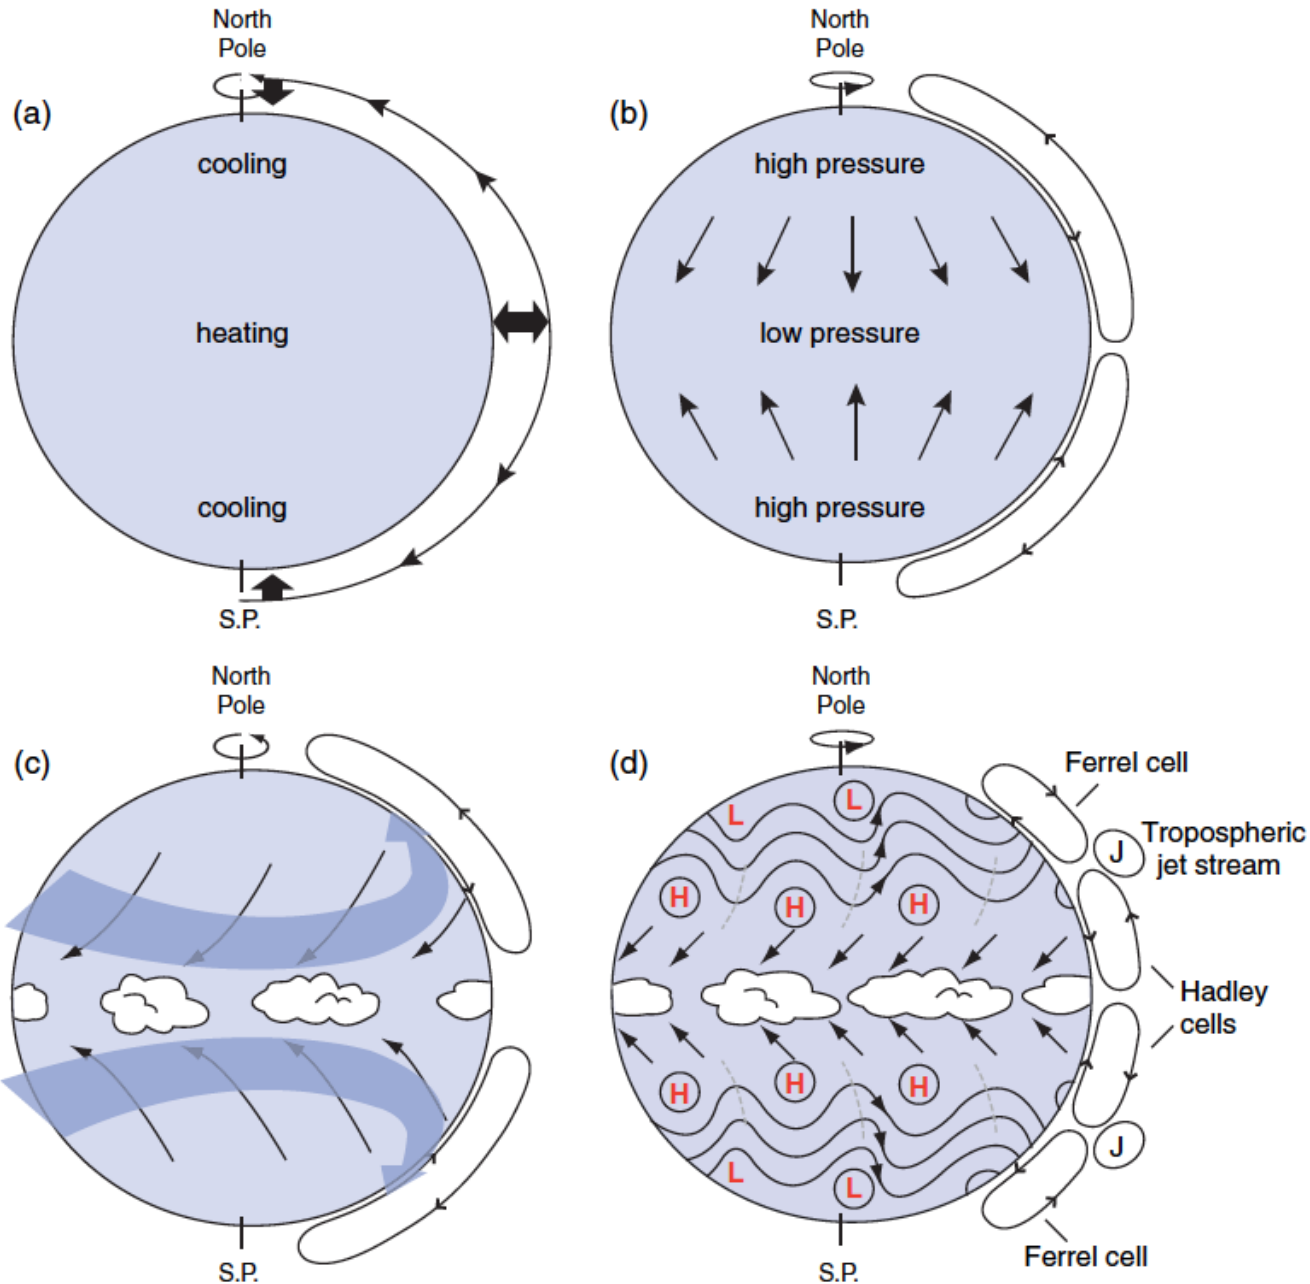 North
Pole
(a)
cooling
heating
cooling
S.P.
North
Pole
(b)
high pressure
low pressure
high pressure
S.P.
North
Pole
(c)
S.P.
North
Pole
(d)
Ferrel cell
L
L
J
Tropospheric
jet stream
H
H
H
Hadley
cells
H
H
H
J
L
L
Ferrel cell
S.P.